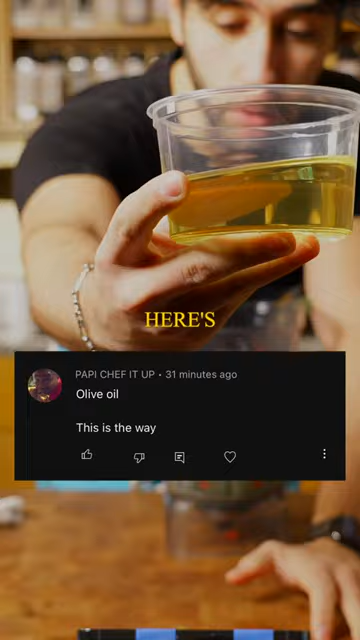 HERE'S
PAPI CHEF IT UP • 31 minutes ago
Olive oil
This is the way